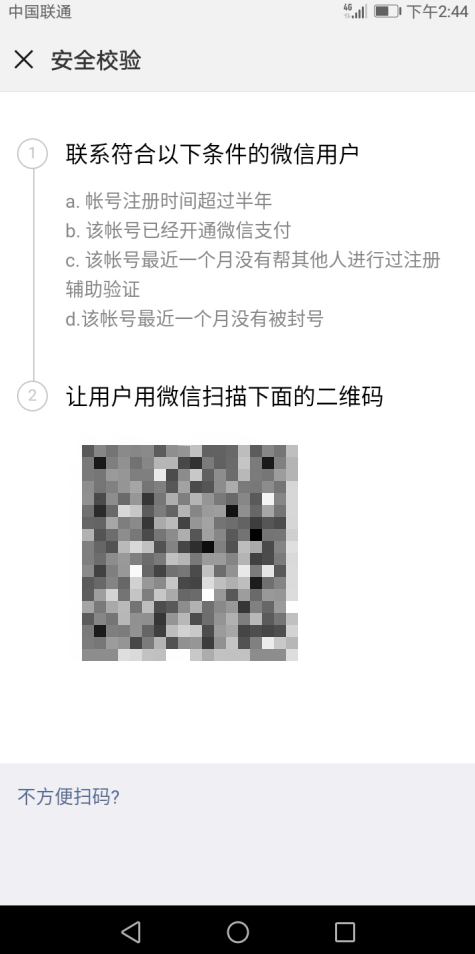 中国联通 4G 下午2:44
安全校验
1 联系符合以下条件的微信用户
a. 帐号注册时间超过半年
b. 该帐号已经开通微信支付
c. 该帐号最近一个月没有帮其他人进行过注册
辅助验证
d.该帐号最近一个月没有被封号
2 让用户用微信扫描下面的二维码
不方便扫码?